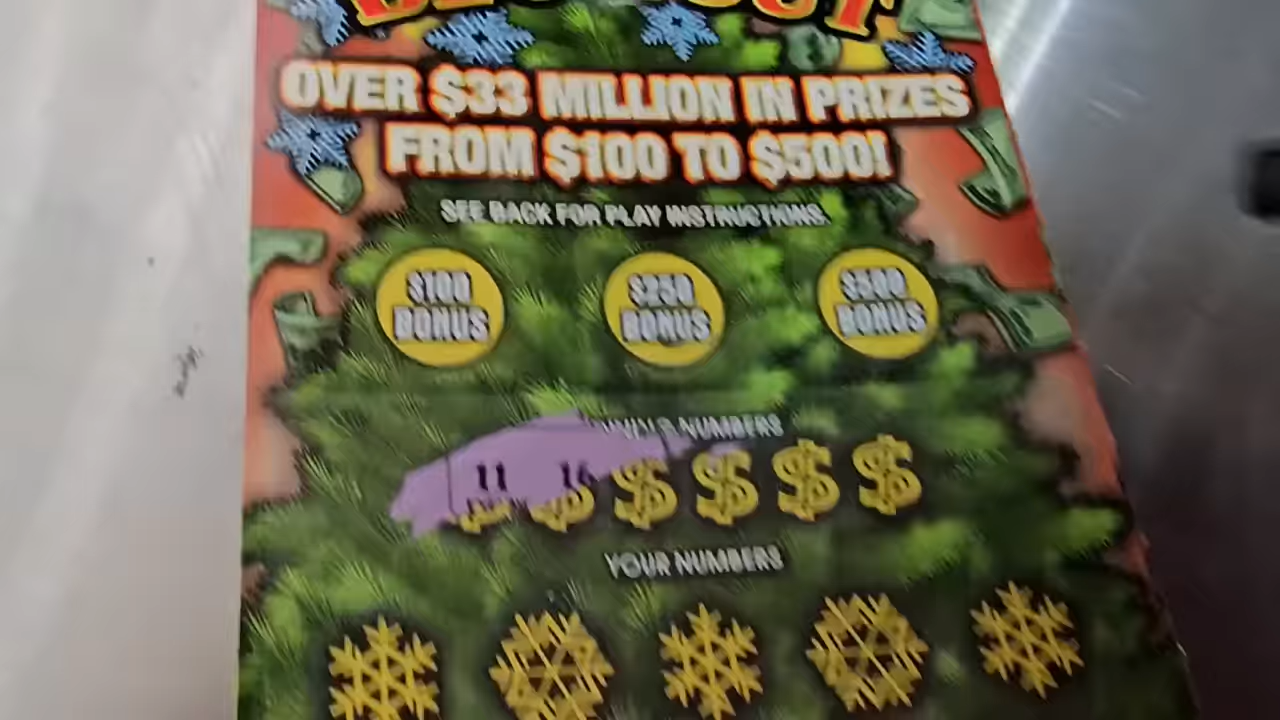 OVER $33 MILLION IN PRIZES
FROM $100 TO $500!
SEE BACK FOR PLAY INSTRUCTIONS.
$100 BONUS
$250 BONUS
$500 BONUS
NUMBERS
11 16
YOUR NUMBERS